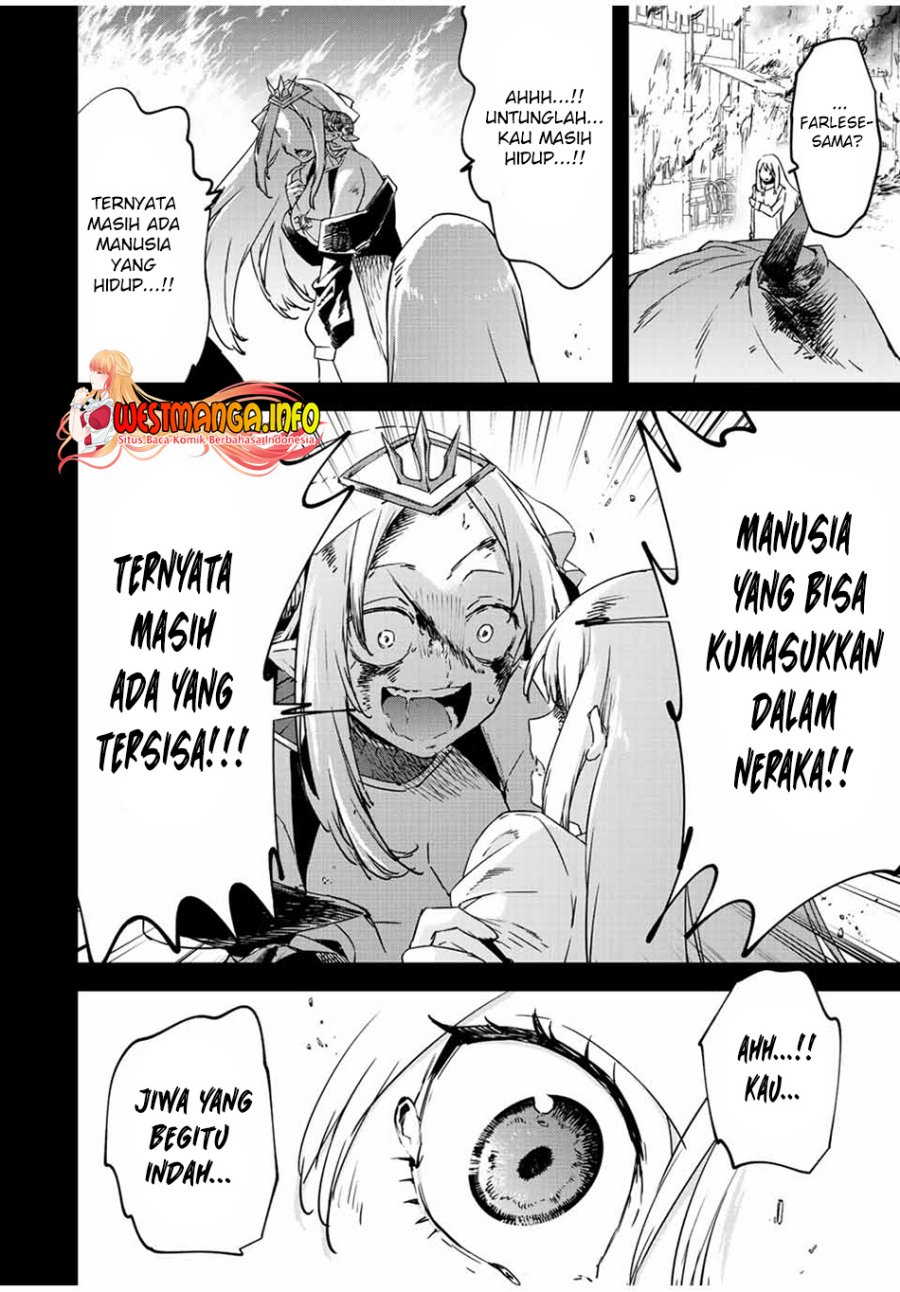 ...
FARLESE-
SAMA?
AHHH...!!
UNTUNGLAH...
KAU MASIH
HIDUP...!!
TERNYATA
MASIH ADA
MANUSIA
YANG
HIDUP...!!
WESTMANGA.INFO
Situs Baca Komik Berbahasa Indonesia
MANUSIA
YANG BISA
KUMASUKKAN
DALAM
NERAKA!!
TERNYATA
MASIH
ADA YANG
TERSISA!!!
AHH...!!
KAU...
JIWA YANG
BEGITU
INDAH...